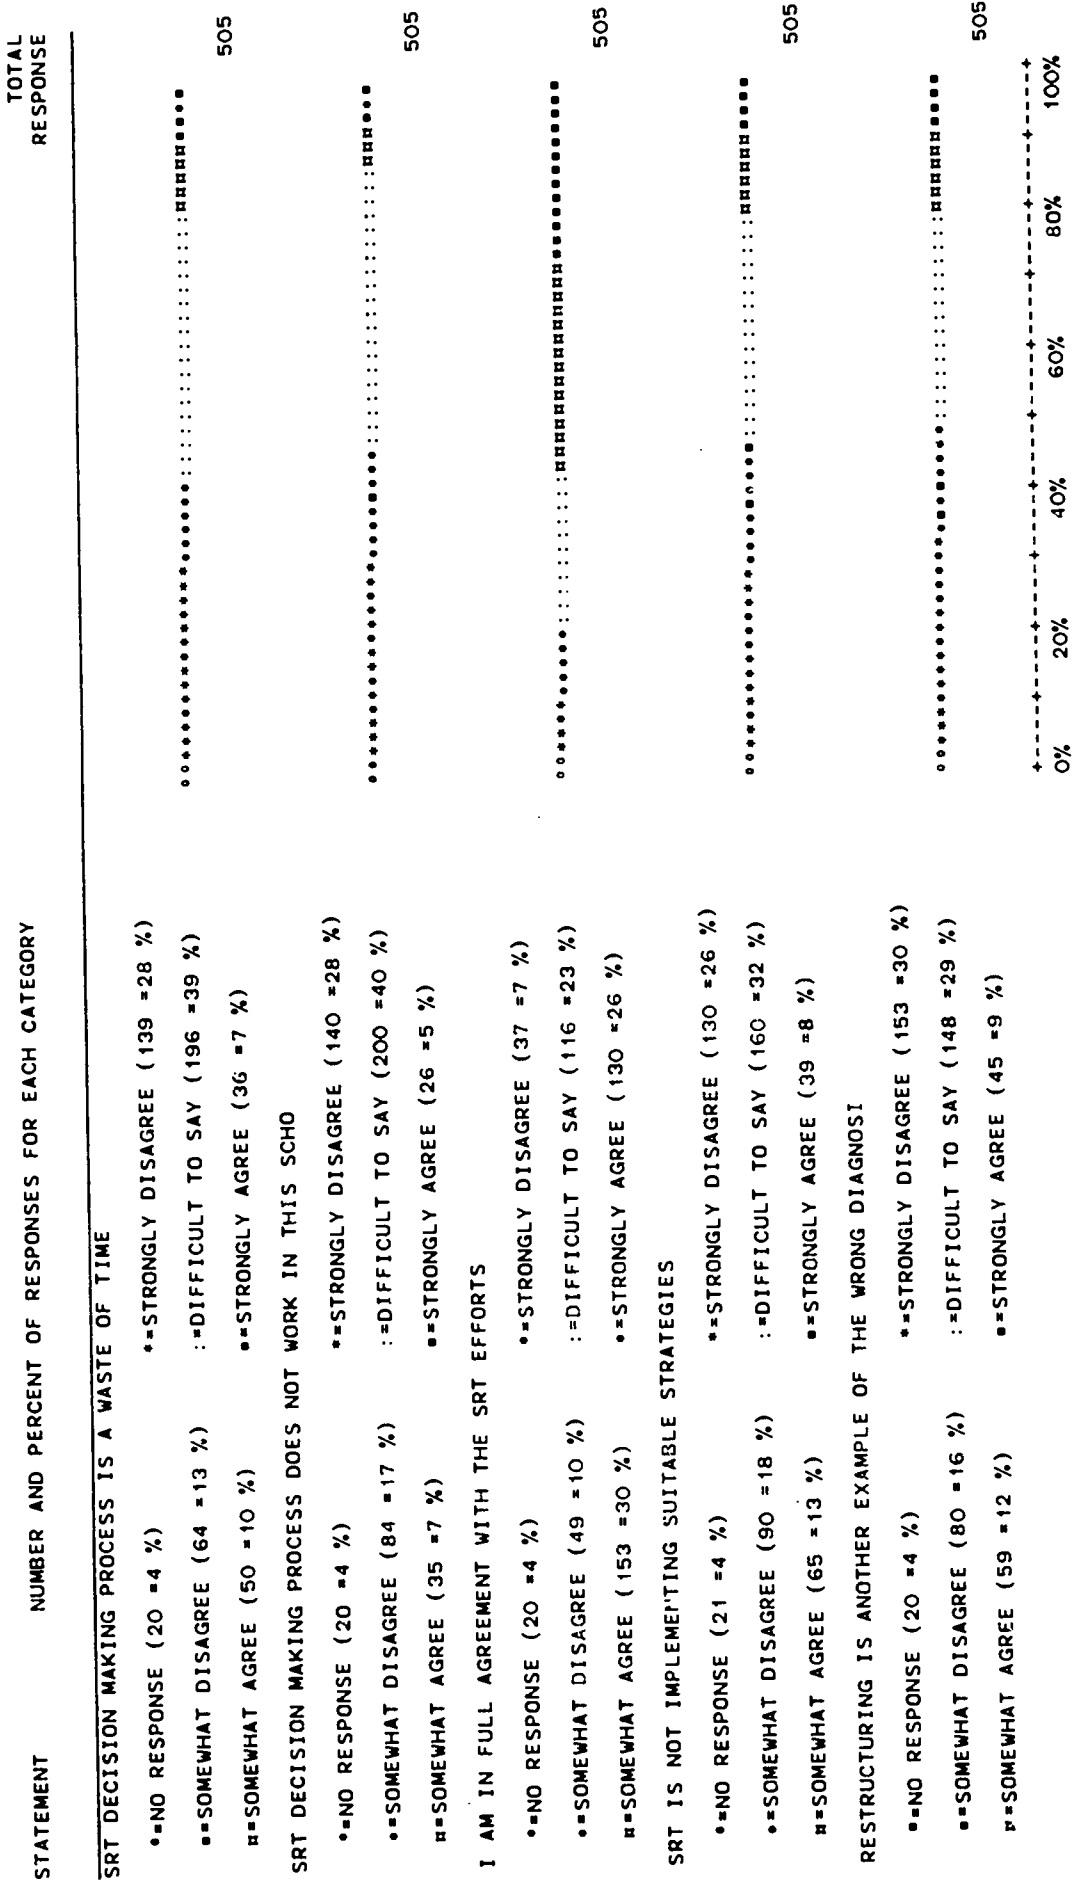 STATEMENT NUMBER AND PERCENT OF RESPONSES FOR EACH CATEGORY TOTAL
RESPONSE
SRT DECISION MAKING PROCESS IS A WASTE OF TIME
*=NO RESPONSE (20 =4 %) *=STRONGLY DISAGREE (139 =28 %)
▪=SOMEWHAT DISAGREE (64 =13 %) :=DIFFICULT TO SAY (196 =39 %) 505
¤=SOMEWHAT AGREE (50 =10 %) ▪=STRONGLY AGREE (36 =7 %)
SRT DECISION MAKING PROCESS DOES NOT WORK IN THIS SCHO
*=NO RESPONSE (20 =4 %) *=STRONGLY DISAGREE (140 =28 %)
•=SOMEWHAT DISAGREE (84 =17 %) :=DIFFICULT TO SAY (200 =40 %) 505
¤=SOMEWHAT AGREE (35 =7 %) ▪=STRONGLY AGREE (26 =5 %)
I AM IN FULL AGREEMENT WITH THE SRT EFFORTS
*=NO RESPONSE (20 =4 %) *=STRONGLY DISAGREE (37 =7 %)
•=SOMEWHAT DISAGREE (49 =10 %) :=DIFFICULT TO SAY (116 =23 %) 505
¤=SOMEWHAT AGREE (153 =30 %) •=STRONGLY AGREE (130 =26 %)
SRT IS NOT IMPLEMENTING SUITABLE STRATEGIES
*=NO RESPONSE (21 =4 %) *=STRONGLY DISAGREE (130 =26 %)
•=SOMEWHAT DISAGREE (90 =18 %) :=DIFFICULT TO SAY (160 =32 %) 505
¤=SOMEWHAT AGREE (65 =13 %) ▪=STRONGLY AGREE (39 =8 %)
RESTRUCTURING IS ANOTHER EXAMPLE OF THE WRONG DIAGNOSI
▪=NO RESPONSE (20 =4 %) *=STRONGLY DISAGREE (153 =30 %)
▪=SOMEWHAT DISAGREE (80 =16 %) :=DIFFICULT TO SAY (148 =29 %) 505
¤=SOMEWHAT AGREE (59 =12 %) ▪=STRONGLY AGREE (45 =9 %)
0% 20% 40% 60% 80% 100%